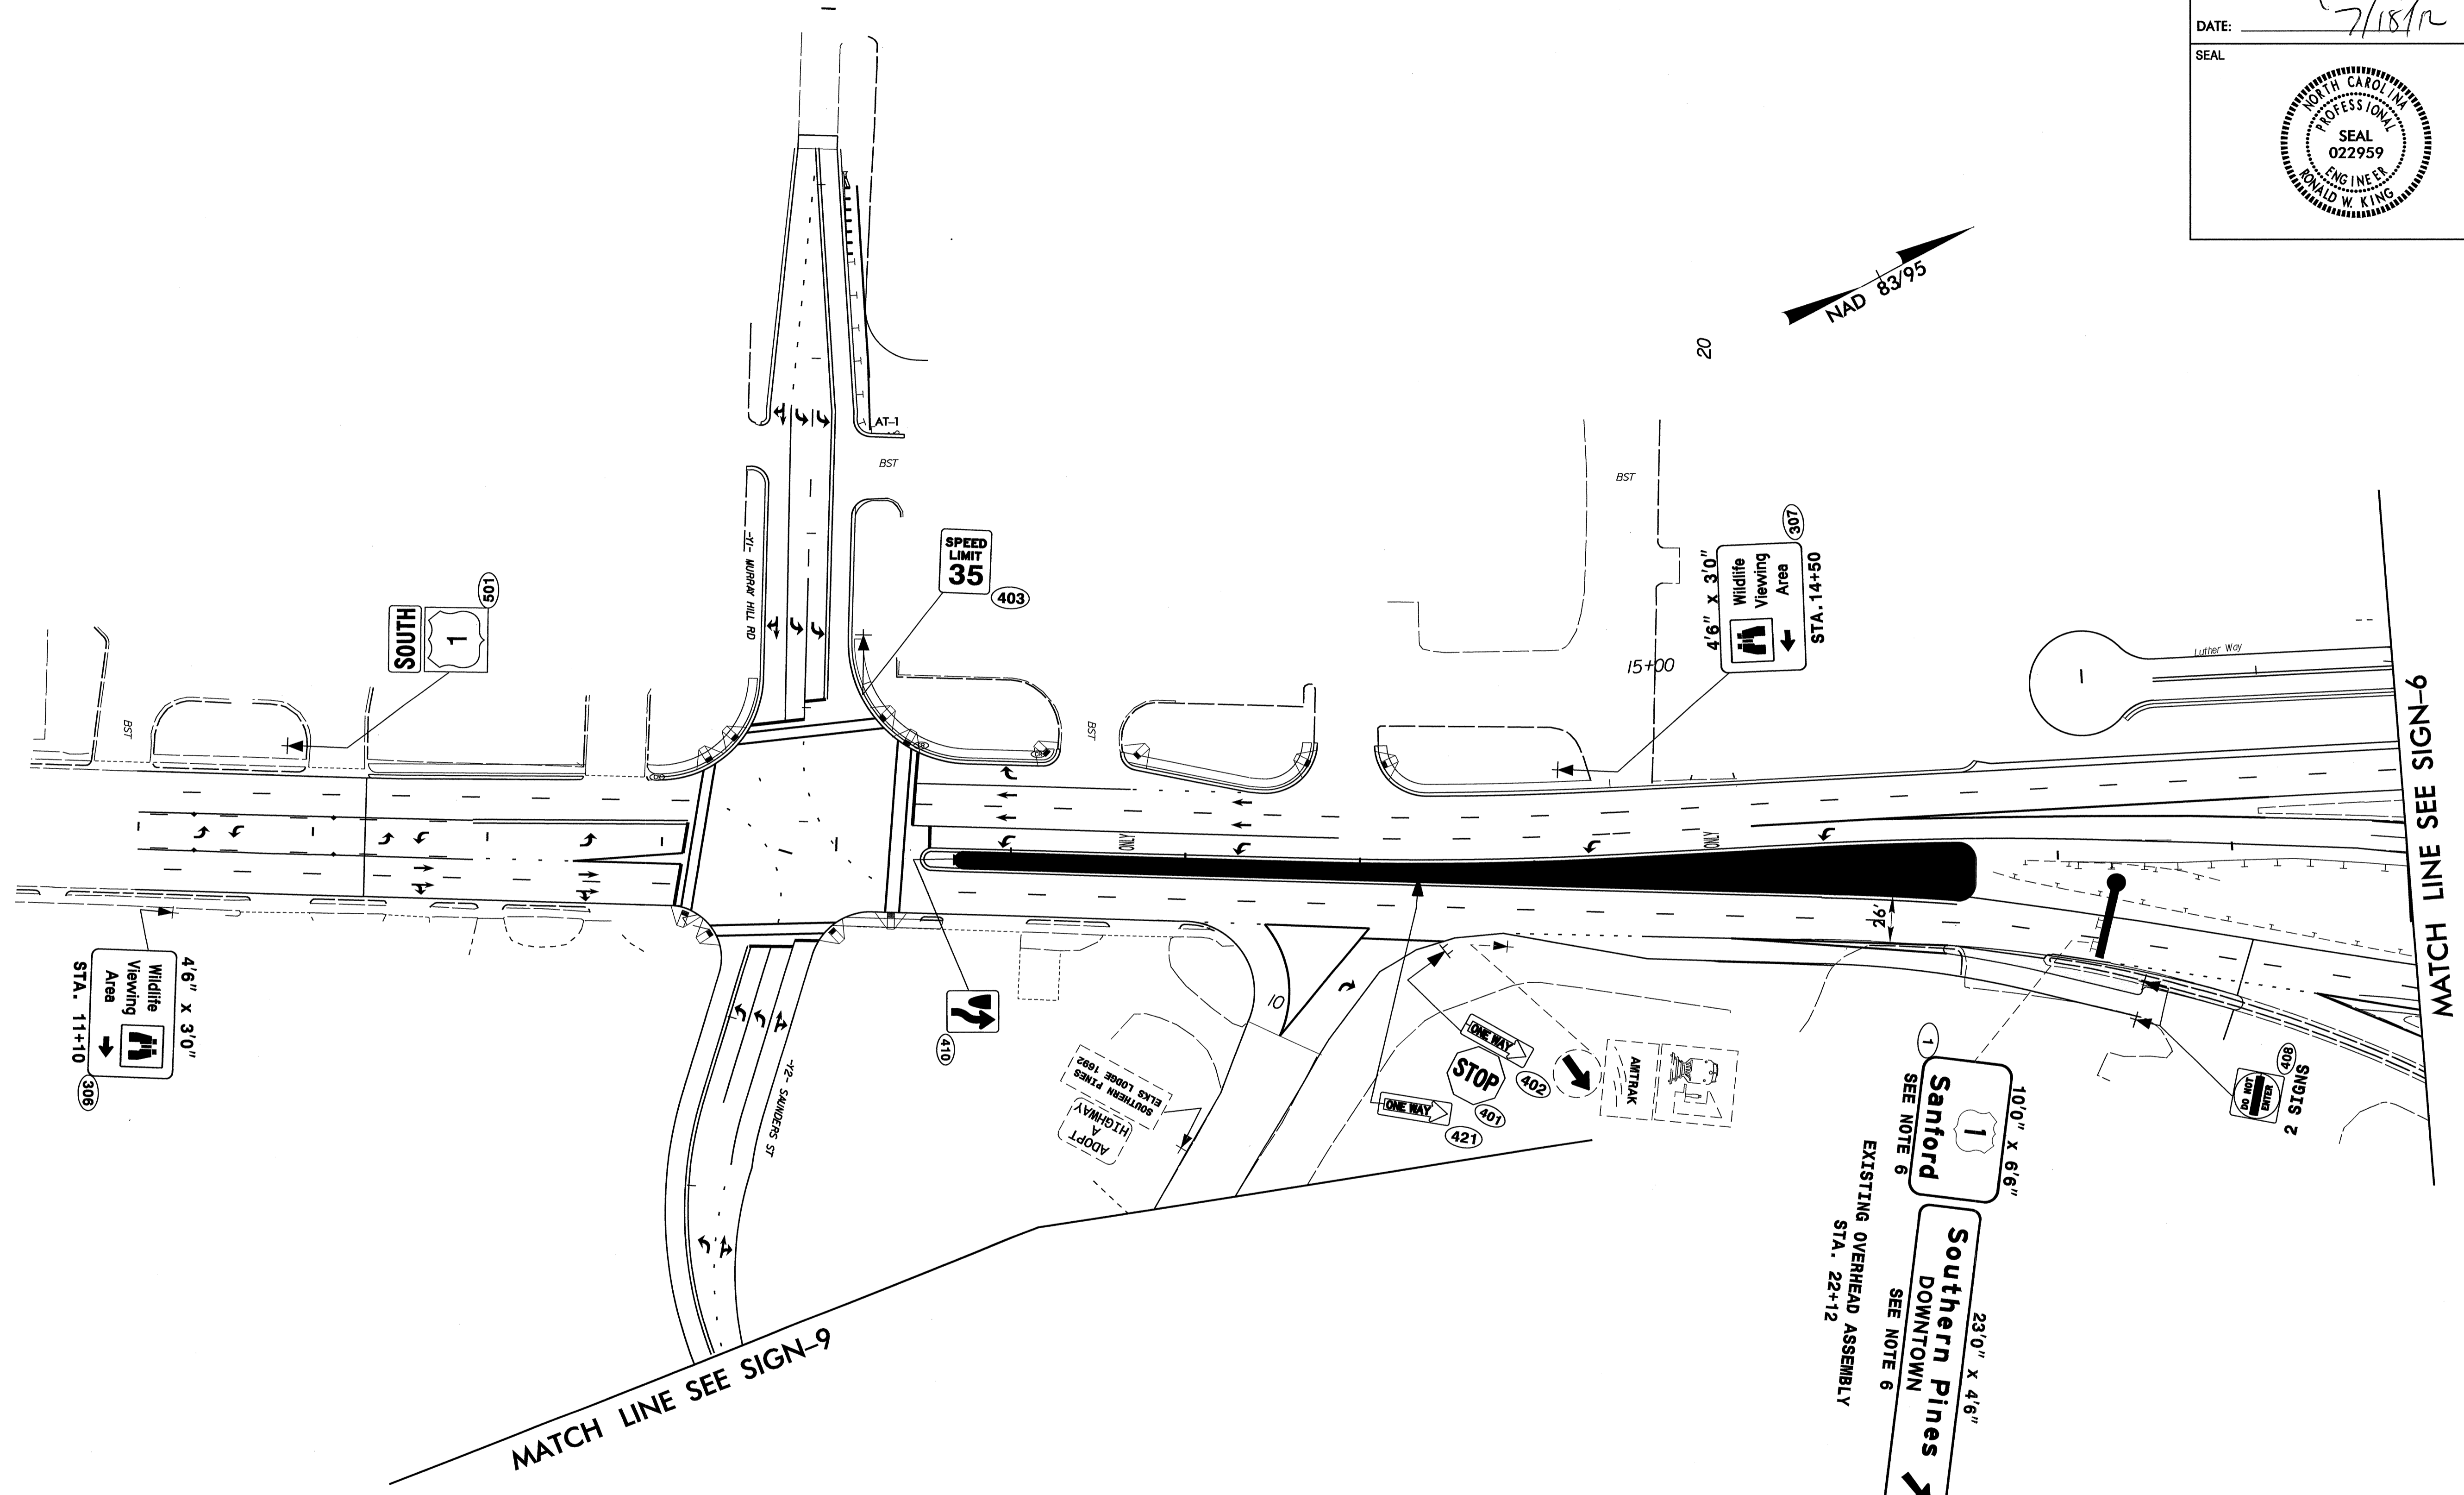 DATE: 7/18/12
SEAL
NORTH CAROLINA
PROFESSIONAL
SEAL
022959
ENGINEER
RONALD W. KING
NAD 83/95
20
AT-1
BST
BST
-Y1- MURRAY HILL RD
SPEED
LIMIT
35
403
501
SOUTH
1
307
4'6" x 3'0"
Wildlife
Viewing
Area
STA.14+50
15+00
Luther Way
MATCH LINE SEE SIGN-6
BST
BST
ONLY
ONLY
26'
4'6" x 3'0"
Wildlife
Viewing
Area
STA. 11+10
306
410
10
-Y2- SAUNDERS ST
SOUTHERN PINES
ELKS LODGE 1692
ADOPT
A
HIGHWAY
ONE WAY
402
STOP
401
ONE WAY
421
AMTRAK
1
10'0" x 6'6"
1
Sanford
SEE NOTE 6
408
DO NOT
ENTER
2 SIGNS
23'0" x 4'6"
Southern Pines
DOWNTOWN
SEE NOTE 6
EXISTING OVERHEAD ASSEMBLY
STA. 22+12
MATCH LINE SEE SIGN-9